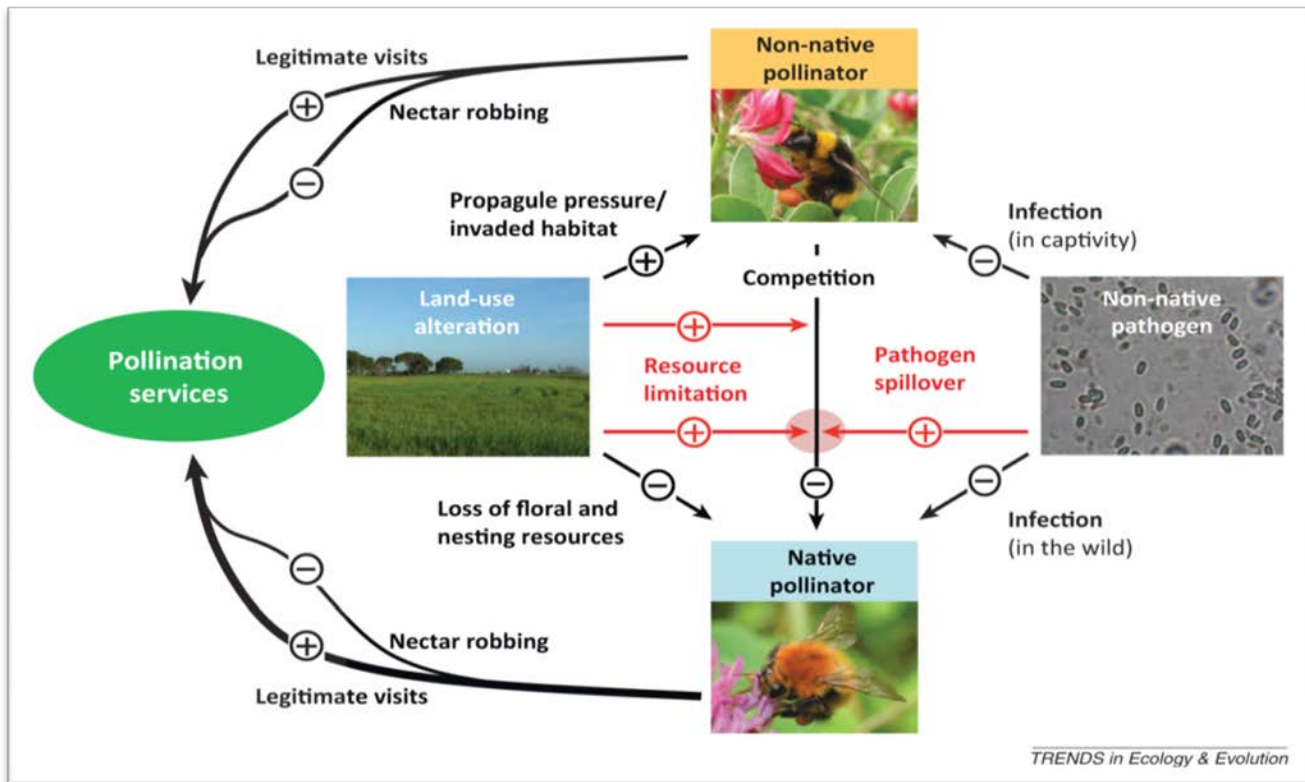 Legitimate visits
Nectar robbing
Non-native
pollinator
Propagule pressure/
invaded habitat
Infection
(in captivity)
Competition
Land-use
alteration
Non-native
pathogen
Pollination
services
Resource
limitation
Pathogen
spillover
Loss of floral and
nesting resources
Infection
(in the wild)
Native
pollinator
Nectar robbing
Legitimate visits
TRENDS in Ecology & Evolution